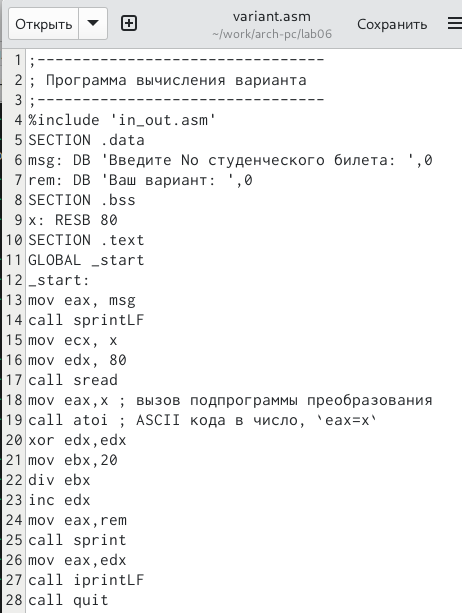 Открыть variant.asm Сохранить
~/work/arch-pc/lab06
1 ;--------------------------------
2 ; Программа вычисления варианта
3 ;--------------------------------
4 %include 'in_out.asm'
5 SECTION .data
6 msg: DB 'Введите No студенческого билета: ',0
7 rem: DB 'Ваш вариант: ',0
8 SECTION .bss
9 x: RESB 80
10 SECTION .text
11 GLOBAL _start
12 _start:
13 mov eax, msg
14 call sprintLF
15 mov ecx, x
16 mov edx, 80
17 call sread
18 mov eax,x ; вызов подпрограммы преобразования
19 call atoi ; ASCII кода в число, `eax=x`
20 xor edx,edx
21 mov ebx,20
22 div ebx
23 inc edx
24 mov eax,rem
25 call sprint
26 mov eax,edx
27 call iprintLF
28 call quit